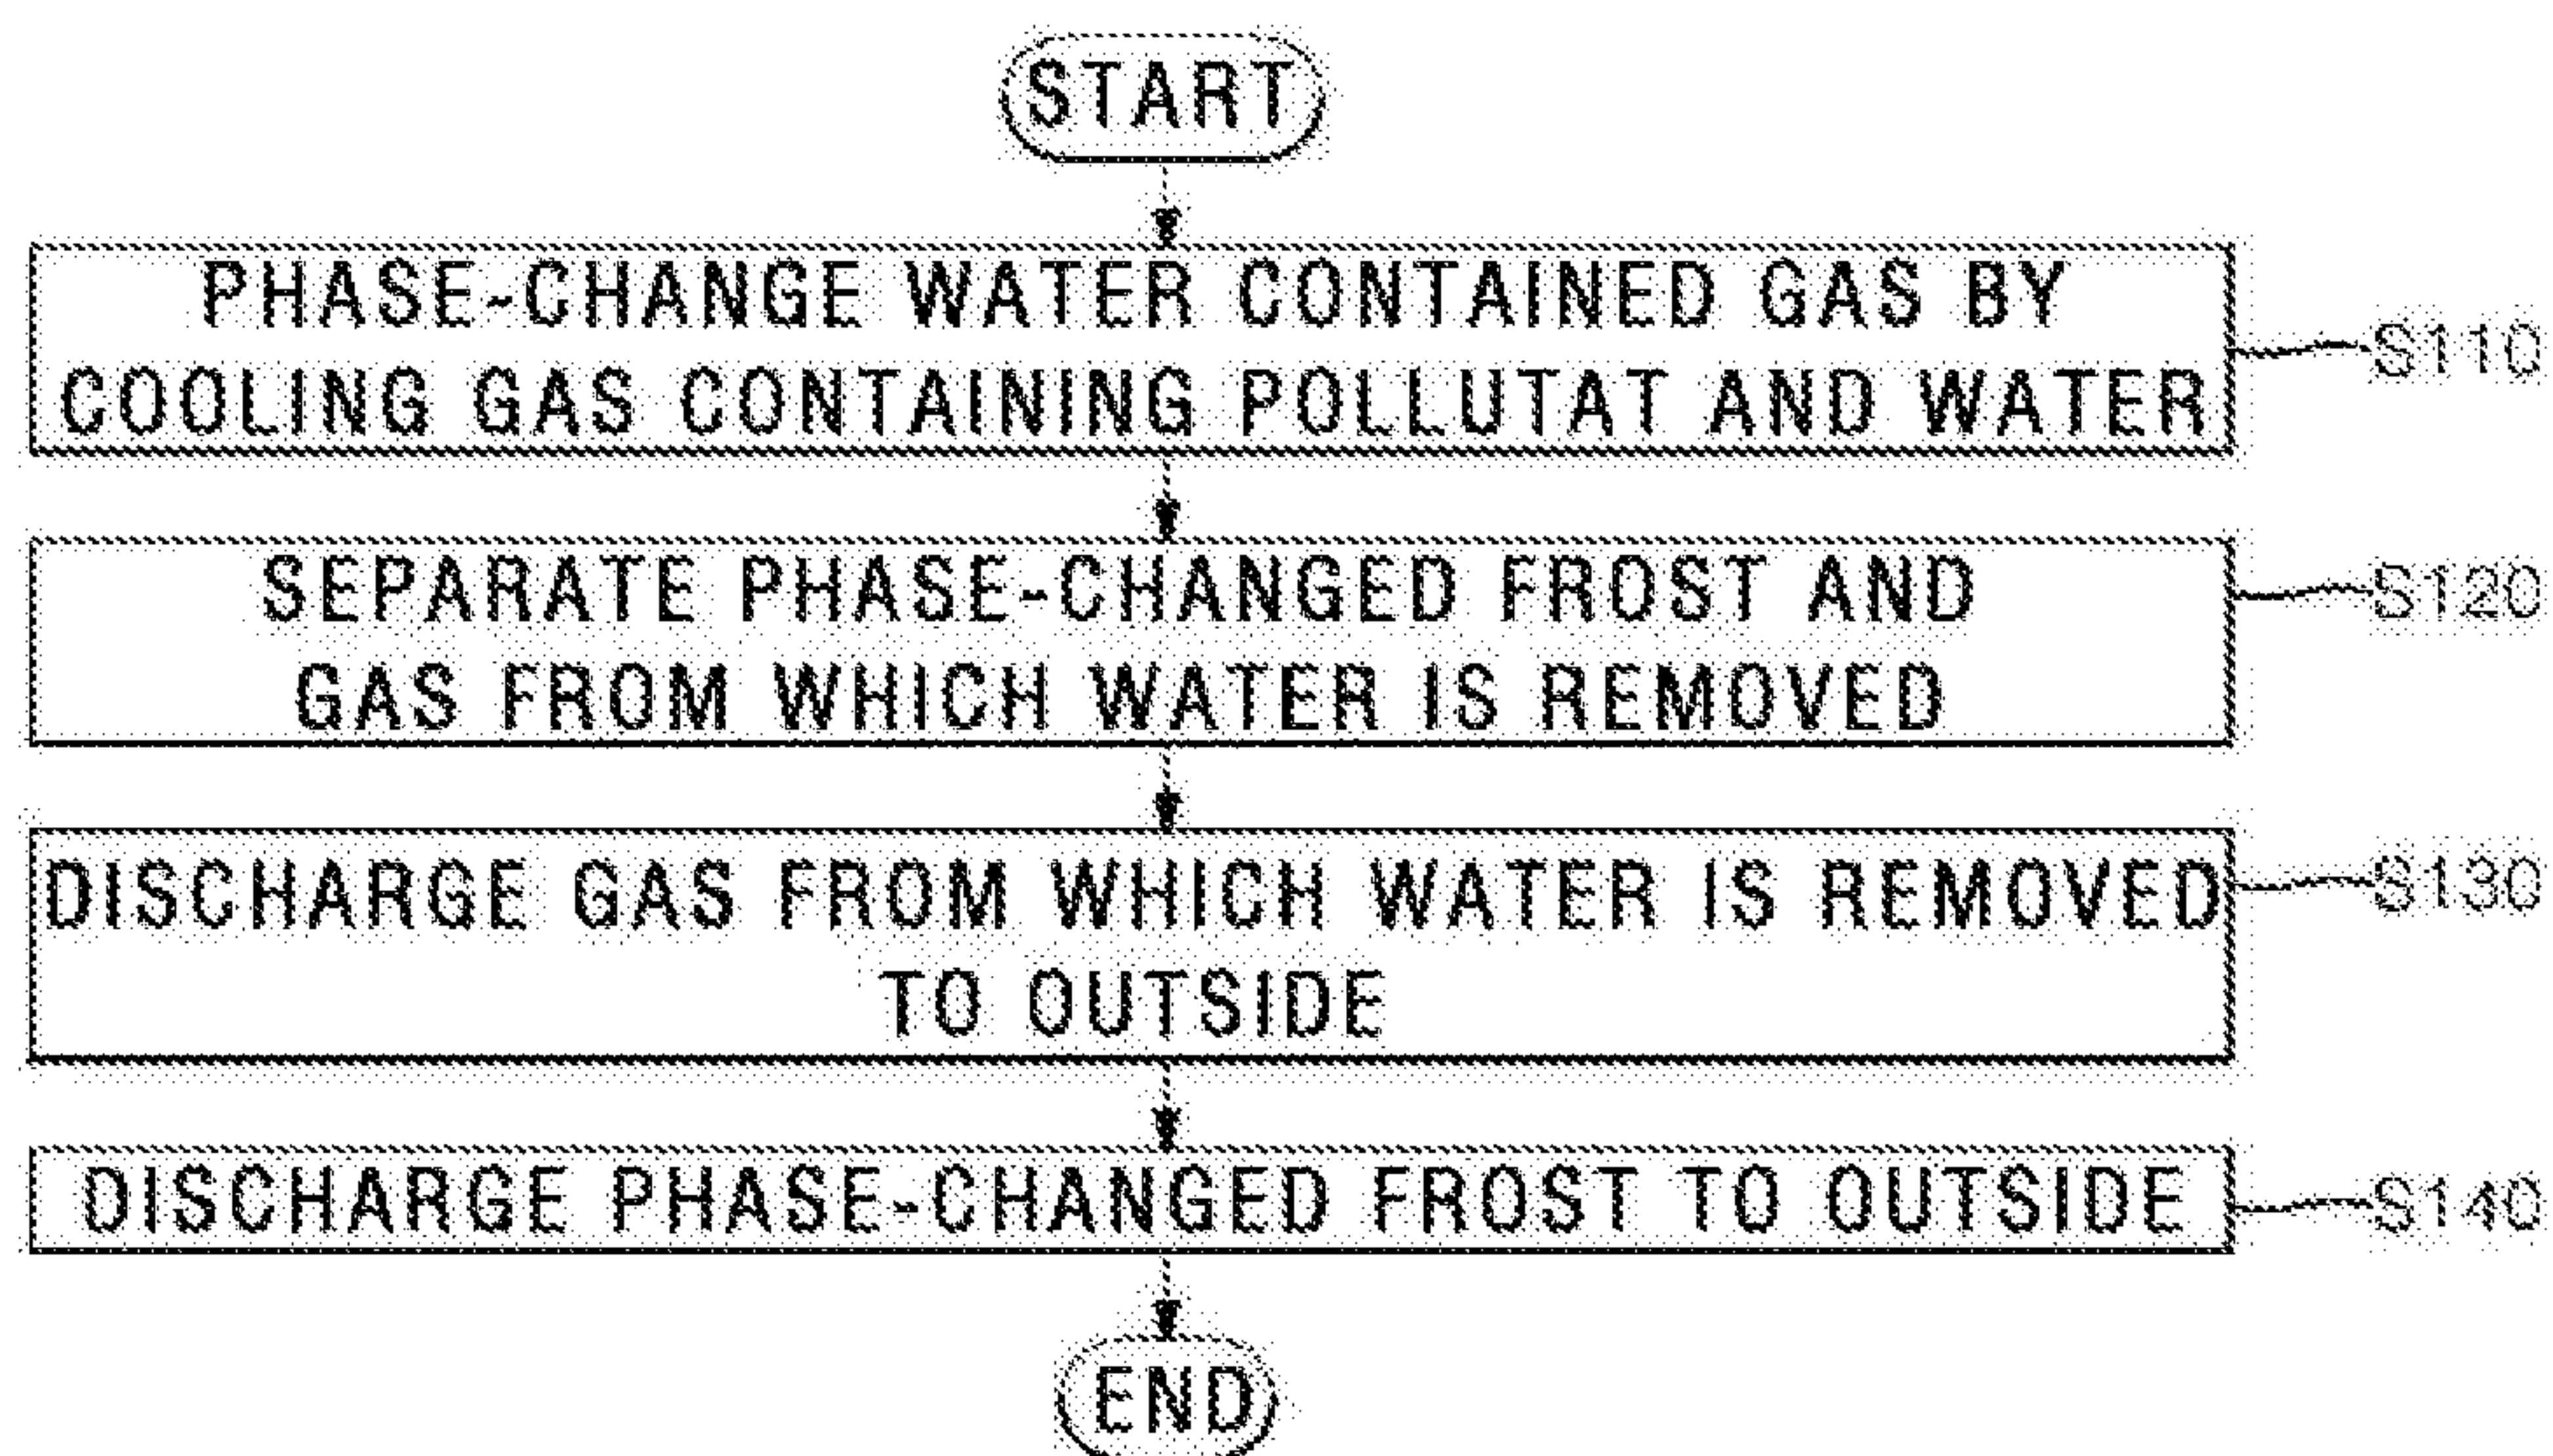 START
PHASE-CHANGE WATER CONTAINED GAS BY
COOLING GAS CONTAINING POLLUTAT AND WATER
S110
SEPARATE PHASE-CHANGED FROST AND
GAS FROM WHICH WATER IS REMOVED
S120
DISCHARGE GAS FROM WHICH WATER IS REMOVED
TO OUTSIDE
S130
DISCHARGE PHASE-CHANGED FROST TO OUTSIDE
S140
END